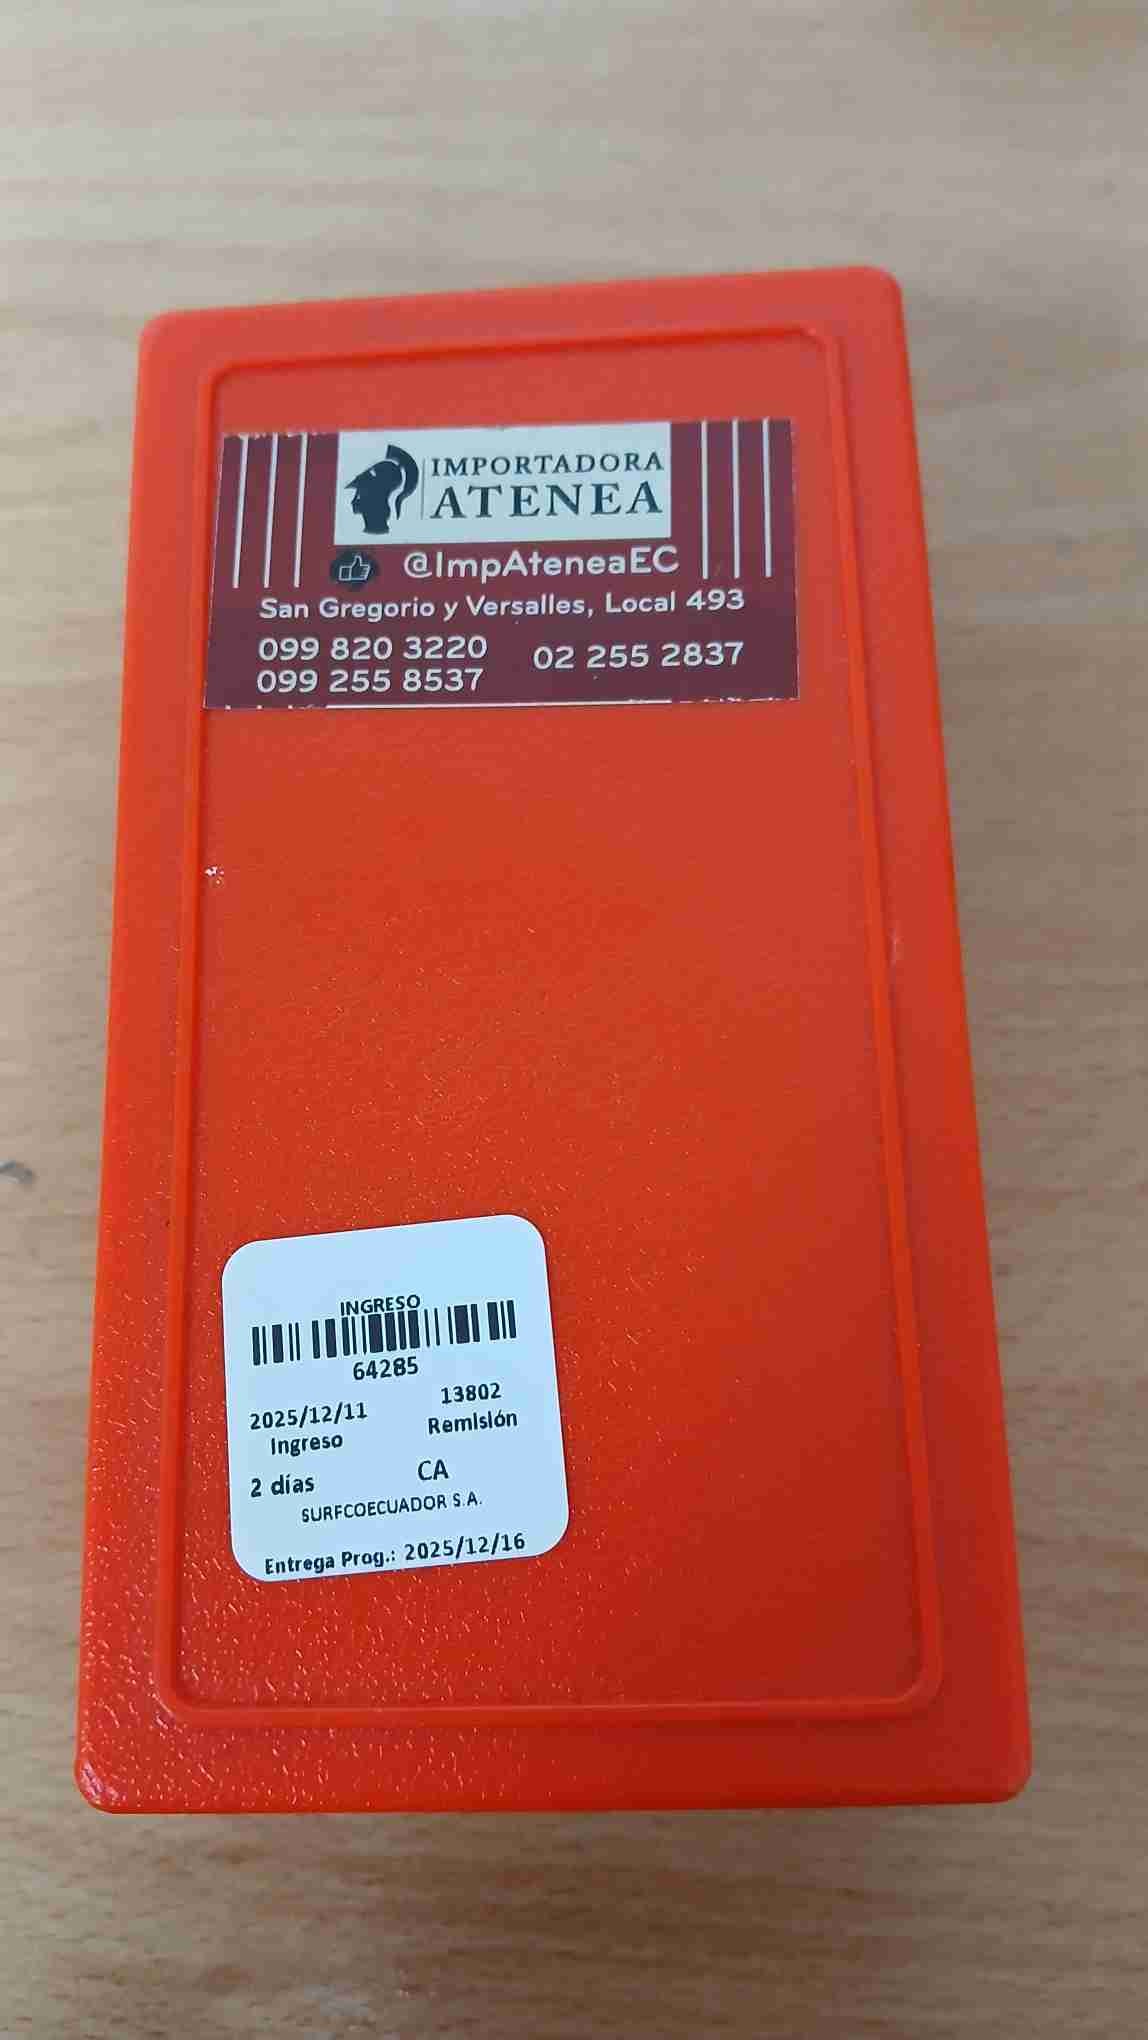 IMPORTADORA
ATENEA
@ImpAteneaEC
San Gregorio y Versalles, Local 493
099 820 3220 02 255 2837
099 255 8537
INGRESO
64285
2025/12/11 13802
Ingreso Remisión
2 días CA
SURFCOECUADOR S.A.
Entrega Prog.: 2025/12/16